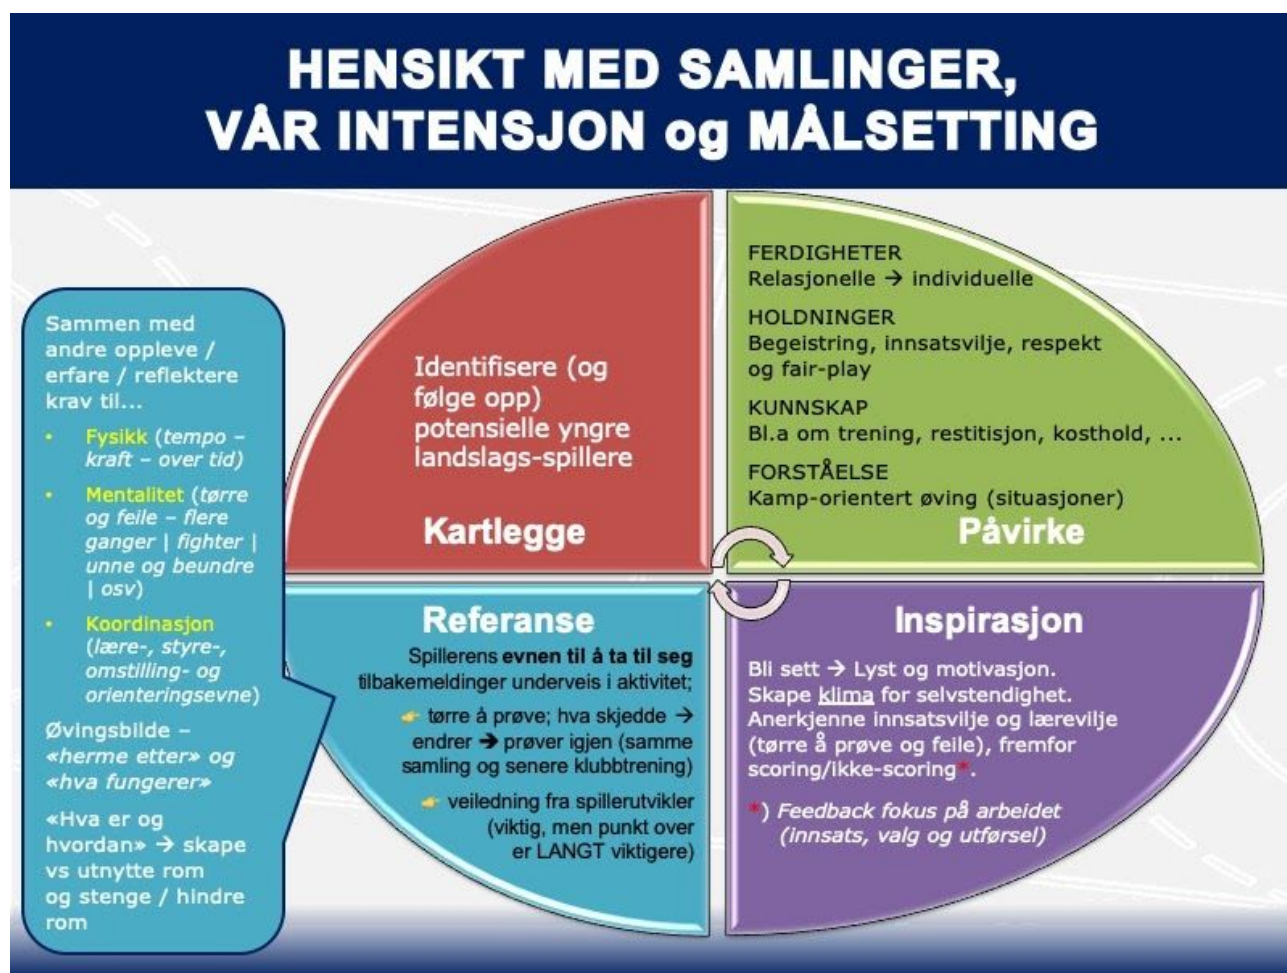 HENSIKT MED SAMLINGER,
VÅR INTENSJON og MÅLSETTING
Sammen med
andre oppleve /
erfare / reflektere
krav til...
• Fysikk (tempo –
kraft – over tid)
• Mentalitet (tørre
og feile – flere
ganger | fighter |
unne og beundre
| osv)
• Koordinasjon
(lære-, styre-,
omstilling- og
orienteringsevne)
Øvingsbilde –
«herme etter» og
«hva fungerer»
«Hva er og
hvordan» → skape
vs utnytte rom
og stenge / hindre
rom
Identifisere (og
følge opp)
potensielle yngre
landslags-spillere
Kartlegge
FERDIGHETER
Relasjonelle → individuelle
HOLDNINGER
Begeistring, innsatsvilje, respekt
og fair-play
KUNNSKAP
Bl.a om trening, restitisjon, kosthold, ...
FORSTÅELSE
Kamp-orientert øving (situasjoner)
Påvirke
Referanse
Spillerens evnen til å ta til seg
tilbakemeldinger underveis i aktivitet;
👉 tørre å prøve; hva skjedde →
endrer → prøver igjen (samme
samling og senere klubbtrening)
👉 veiledning fra spillerutvikler
(viktig, men punkt over
er LANGT viktigere)
Inspirasjon
Bli sett → Lyst og motivasjon.
Skape klima for selvstendighet.
Anerkjenne innsatsvilje og lærevilje
(tørre å prøve og feile), fremfor
scoring/ikke-scoring*.
*) Feedback fokus på arbeidet
(innsats, valg og utførsel)